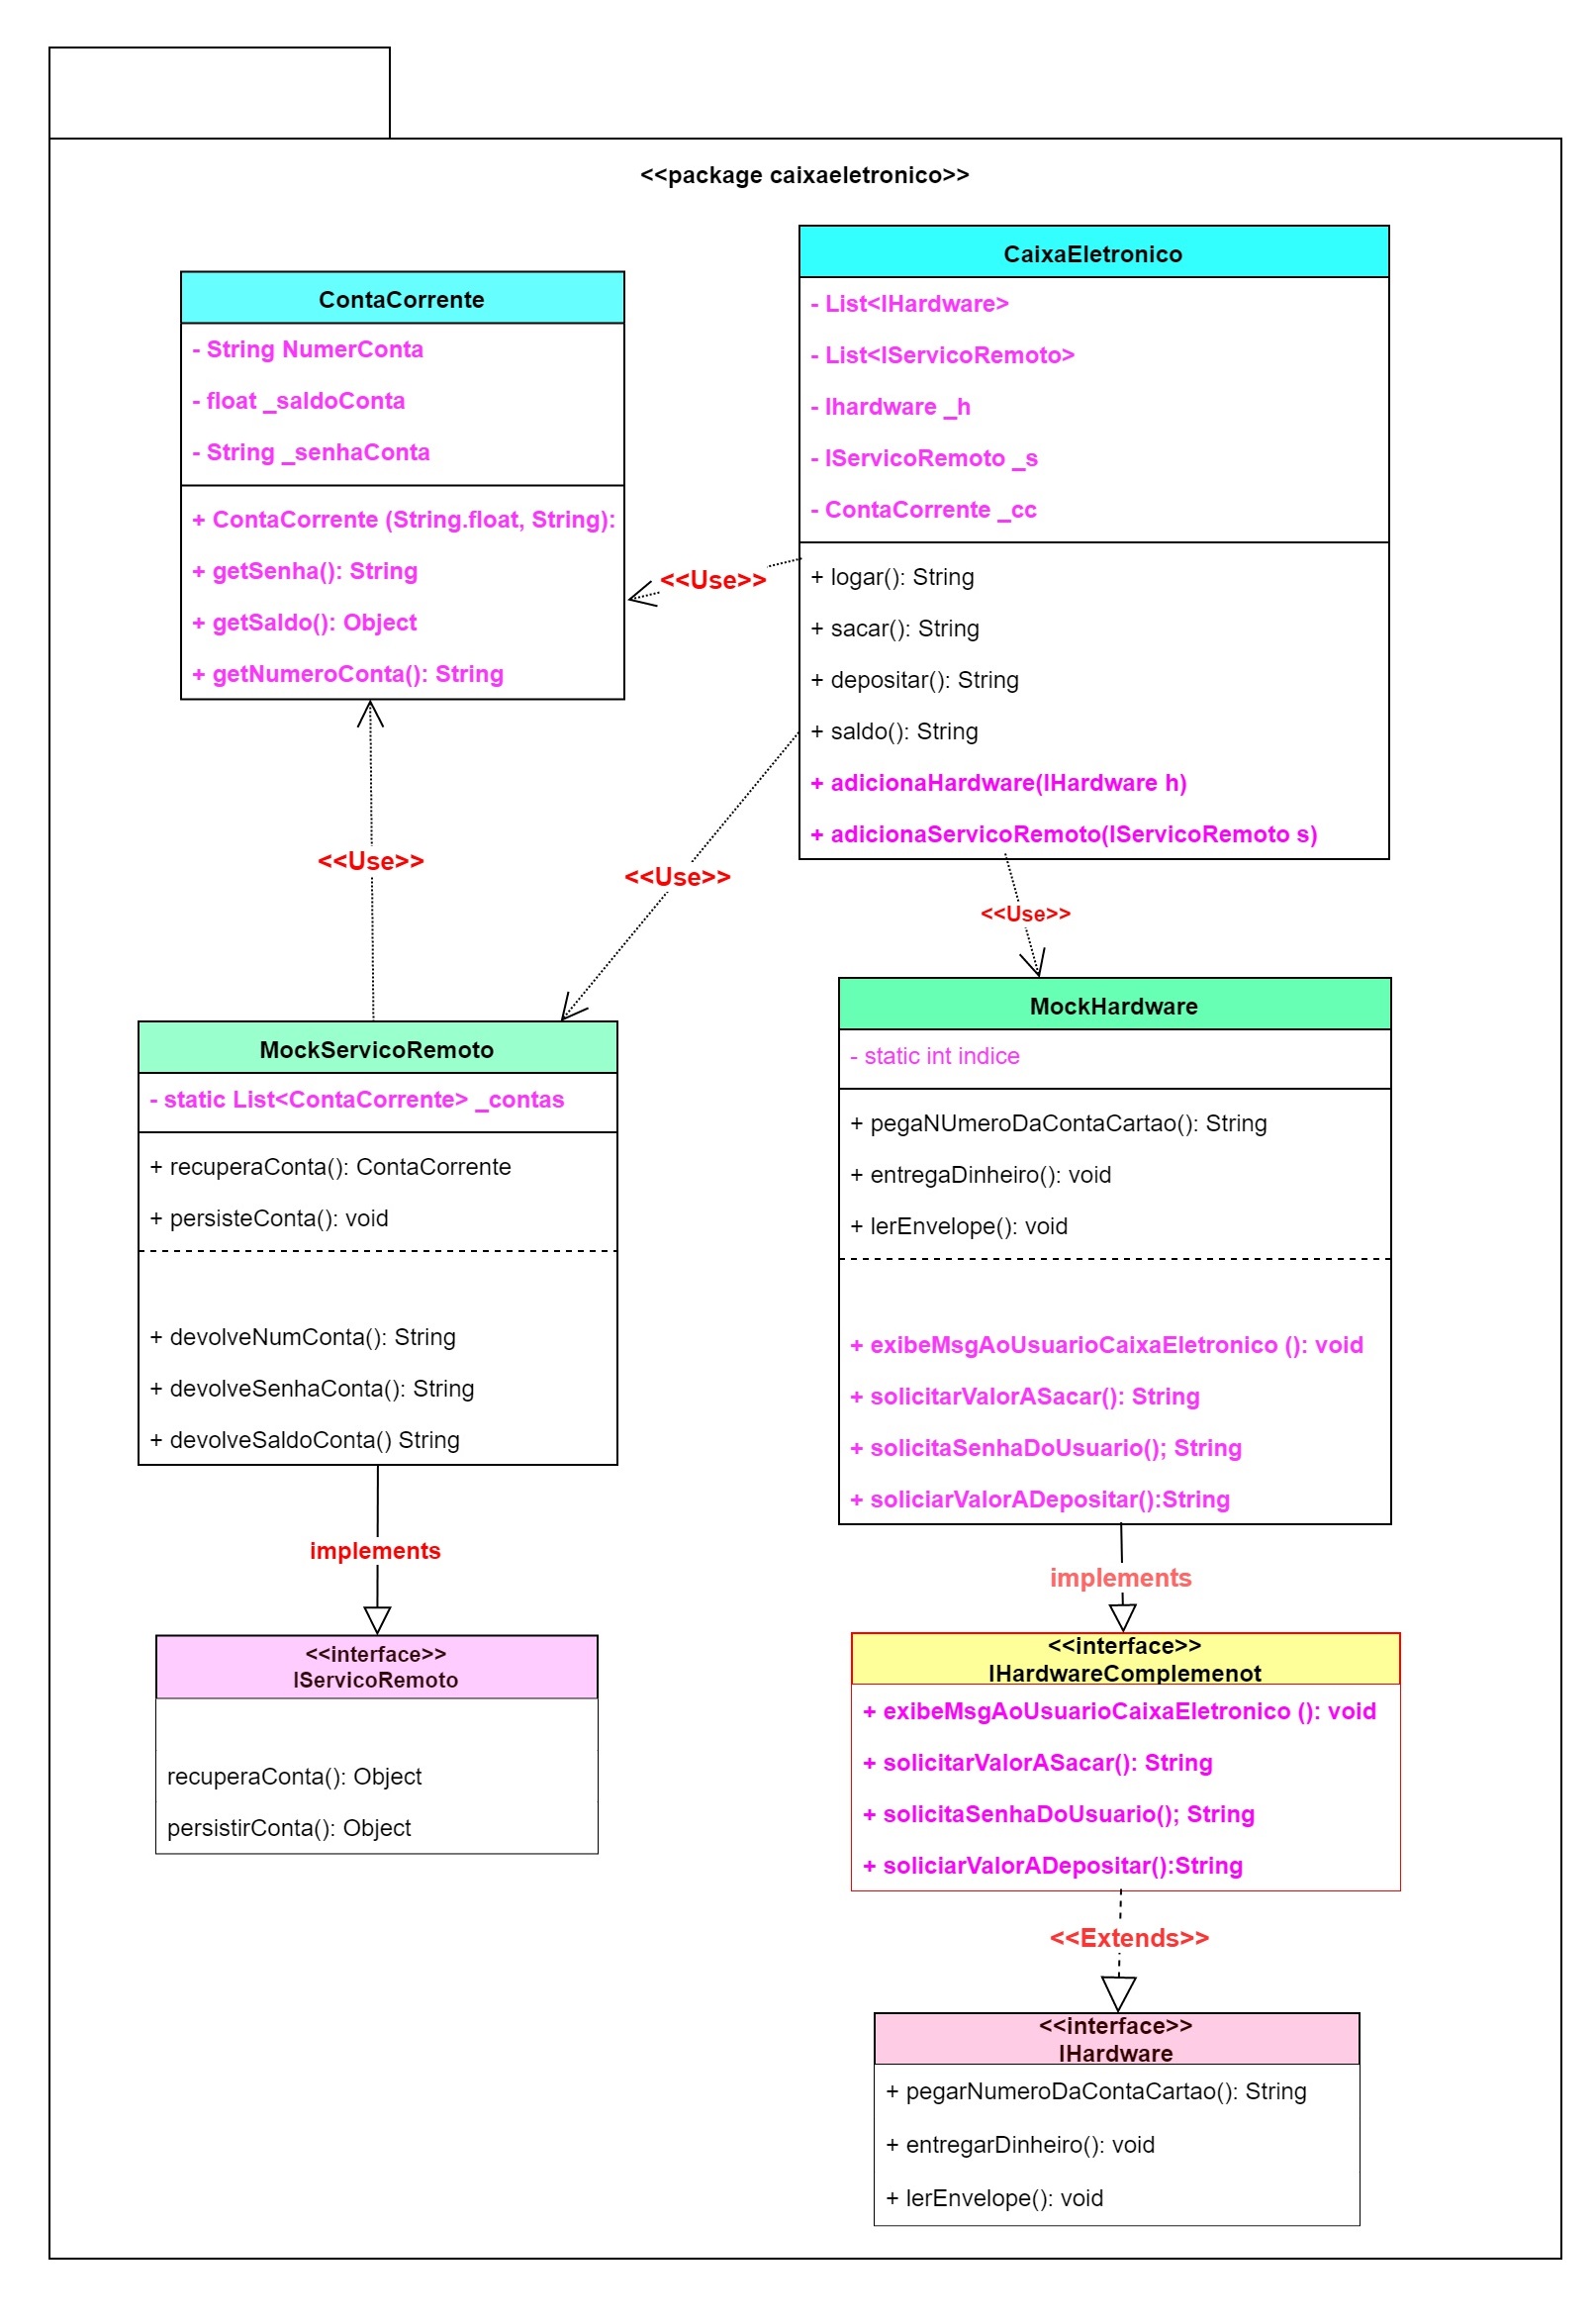 <<package caixaeletronico>>
CaixaEletronico
- List<IHardware>
- List<IServicoRemoto>
- Ihardware _h
- IServicoRemoto _s
- ContaCorrente _cc
+ logar(): String
+ sacar(): String
+ depositar(): String
+ saldo(): String
+ adicionaHardware(IHardware h)
+ adicionaServicoRemoto(IServicoRemoto s)
ContaCorrente
- String NumerConta
- float _saldoConta
- String _senhaConta
+ ContaCorrente (String.float, String):
+ getSenha(): String
+ getSaldo(): Object
+ getNumeroConta(): String
<<Use>>
<<Use>>
<<Use>>
<<Use>>
MockServicoRemoto
- static List<ContaCorrente> _contas
+ recuperaConta(): ContaCorrente
+ persisteConta(): void
+ devolveNumConta(): String
+ devolveSenhaConta(): String
+ devolveSaldoConta() String
MockHardware
- static int indice
+ pegaNUmeroDaContaCartao(): String
+ entregaDinheiro(): void
+ lerEnvelope(): void
+ exibeMsgAoUsuarioCaixaEletronico (): void
+ solicitarValorASacar(): String
+ solicitaSenhaDoUsuario(); String
+ soliciarValorADepositar():String
implements
implements
<<interface>>
IServicoRemoto
recuperaConta(): Object
persistirConta(): Object
<<interface>>
IHardwareComplemenot
+ exibeMsgAoUsuarioCaixaEletronico (): void
+ solicitarValorASacar(): String
+ solicitaSenhaDoUsuario(); String
+ soliciarValorADepositar():String
<<Extends>>
<<interface>>
IHardware
+ pegarNumeroDaContaCartao(): String
+ entregarDinheiro(): void
+ lerEnvelope(): void